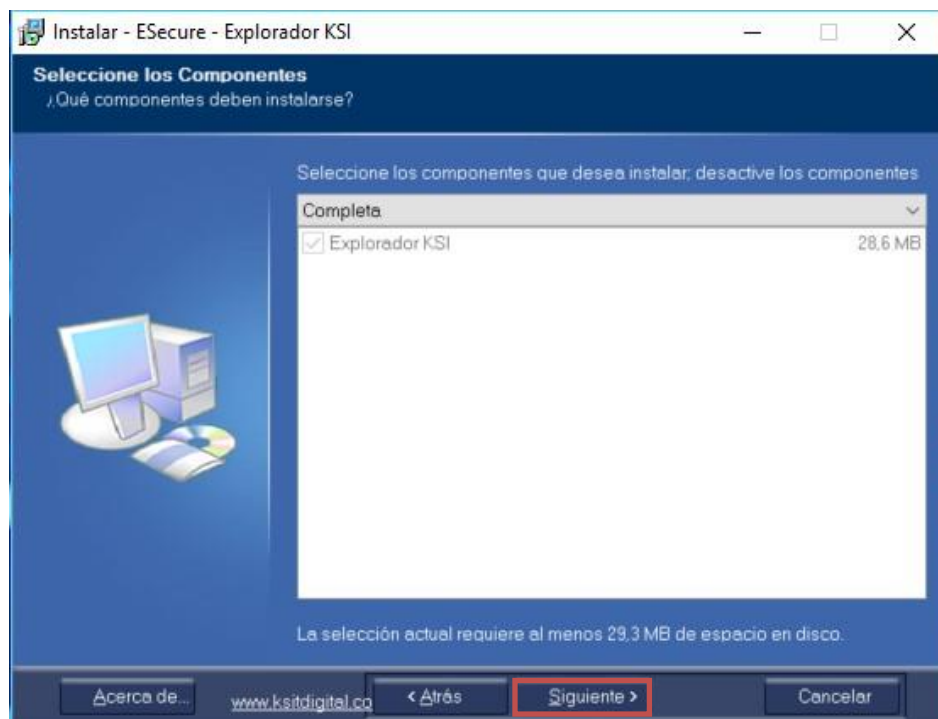 Instalar - ESecure - Explorador KSI
Seleccione los Componentes
¿Qué componentes deben instalarse?
Seleccione los componentes que desea instalar; desactive los componentes
Completa
Explorador KSI 28,6 MB
La selección actual requiere al menos 29,3 MB de espacio en disco.
Acerca de... www.ksitdigital.co < Atrás Siguiente > Cancelar